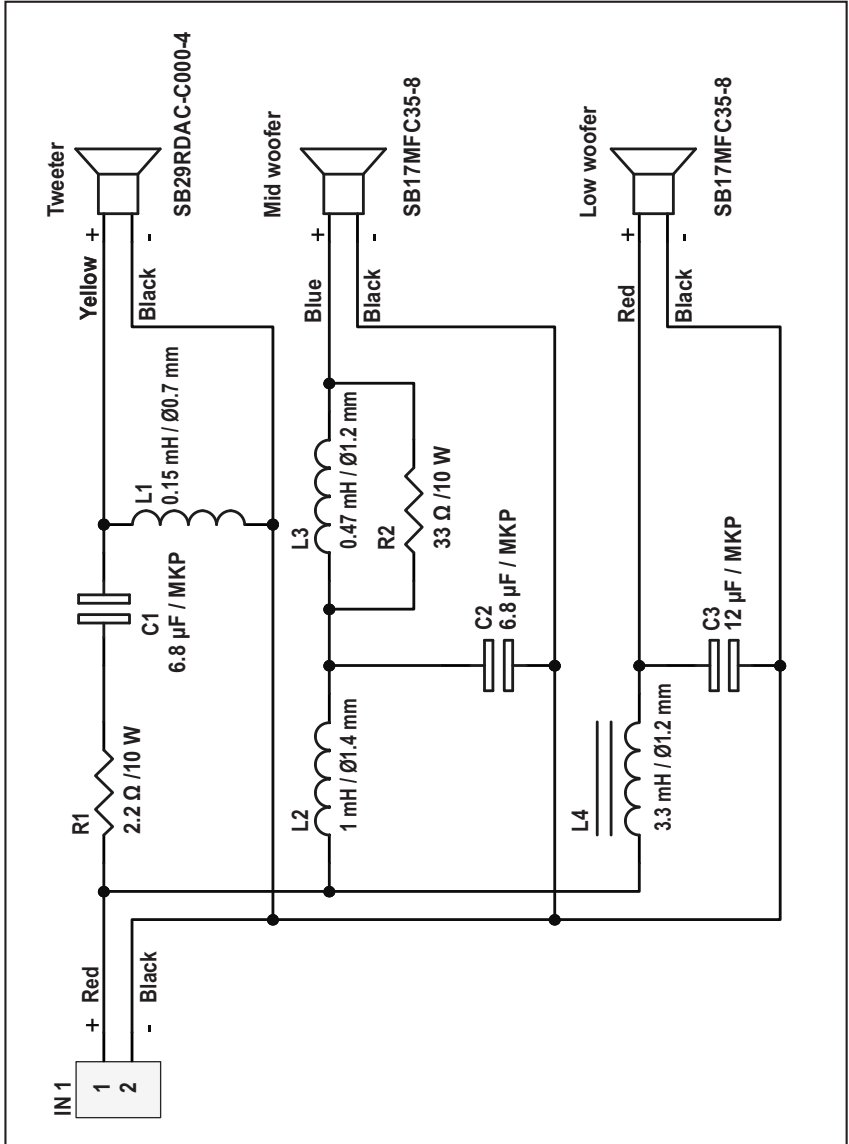 IN 1
1
2
+ Red
- Black
R1
2.2 Ω /10 W
C1
6.8 µF / MKP
L1
0.15 mH / Ø0.7 mm
Yellow +
Black -
Tweeter
SB29RDAC-C000-4
L2
1 mH / Ø1.4 mm
L3
0.47 mH / Ø1.2 mm
R2
33 Ω /10 W
C2
6.8 µF / MKP
Blue +
Black -
Mid woofer
SB17MFC35-8
L4
3.3 mH / Ø1.2 mm
C3
12 µF / MKP
Red +
Black -
Low woofer
SB17MFC35-8